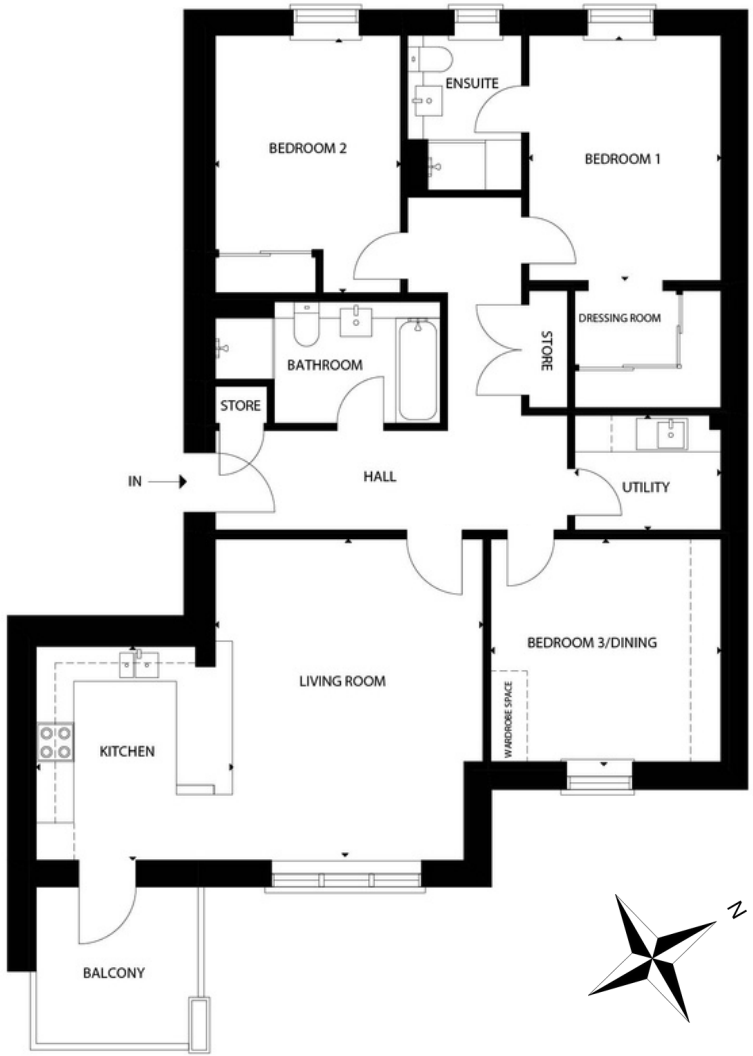 ENSUITE
BEDROOM 2
BEDROOM 1
DRESSING ROOM
STORE
BATHROOM
STORE
HALL
IN
UTILITY
BEDROOM 3/DINING
LIVING ROOM
WARDROBE SPACE
KITCHEN
N
BALCONY